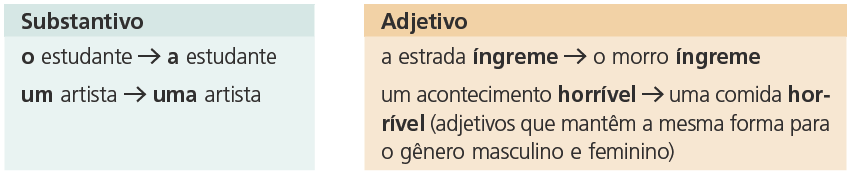 Substantivo
o estudante → a estudante
um artista → uma artista
Adjetivo
a estrada íngreme → o morro íngreme
um acontecimento horrível → uma comida hor-
rível (adjetivos que mantêm a mesma forma para
o gênero masculino e feminino)